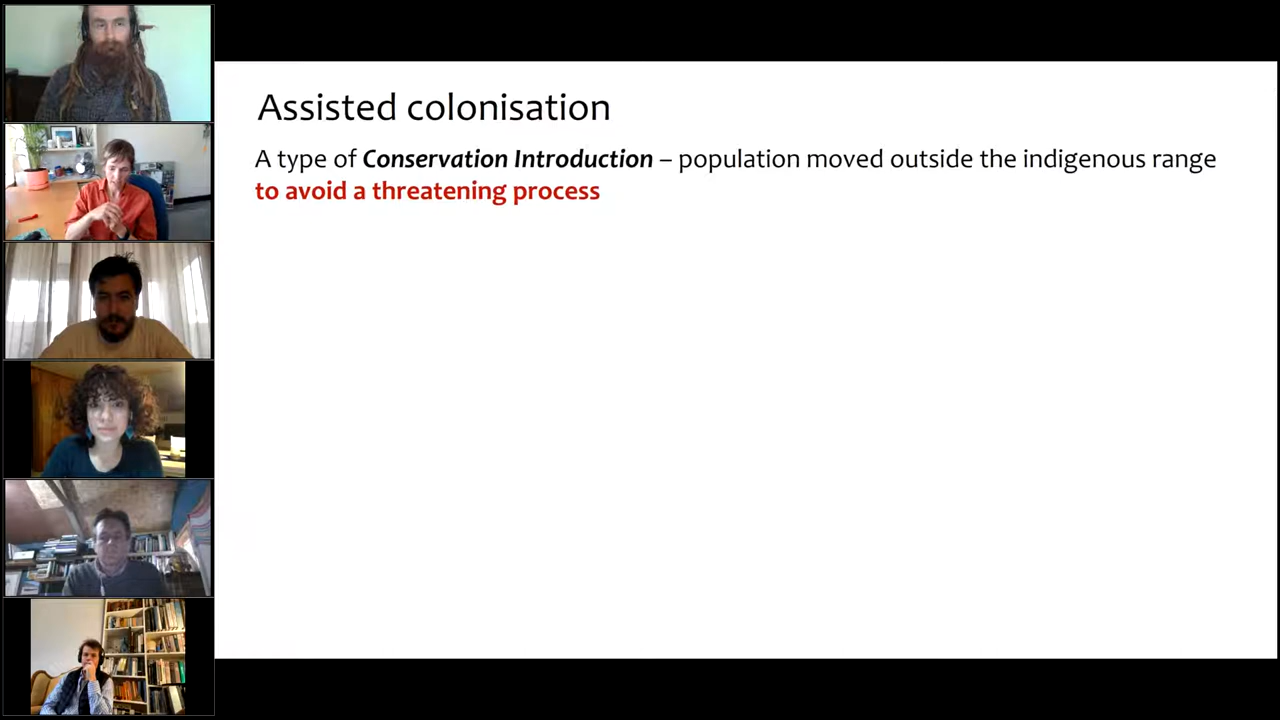 Assisted colonisation
A type of Conservation Introduction – population moved outside the indigenous range
to avoid a threatening process